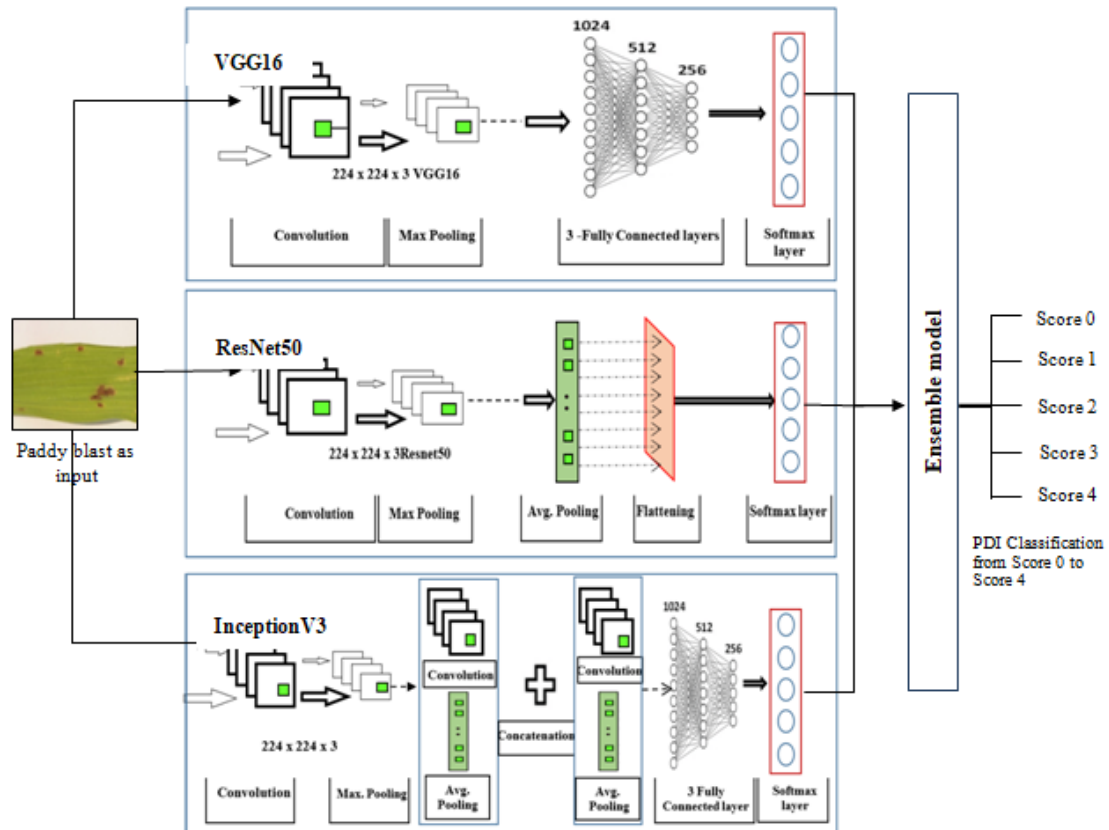 VGG16
1024
512
256
224 x 224 x 3 VGG16
Convolution
Max Pooling
3 -Fully Connected layers
Softmax
layer
Paddy blast as
input
ResNet50
224 x 224 x 3Resnet50
Convolution
Max Pooling
Avg. Pooling
Flattening
Softmax layer
InceptionV3
224 x 224 x 3
Convolution
Max. Pooling
Convolution
Avg.
Pooling
Concatenation
Convolution
Avg.
Pooling
1024
512
256
3 Fully
Connected layer
Softmax
layer
Ensemble model
Score 0
Score 1
Score 2
Score 3
Score 4
PDI Classification
from Score 0 to
Score 4